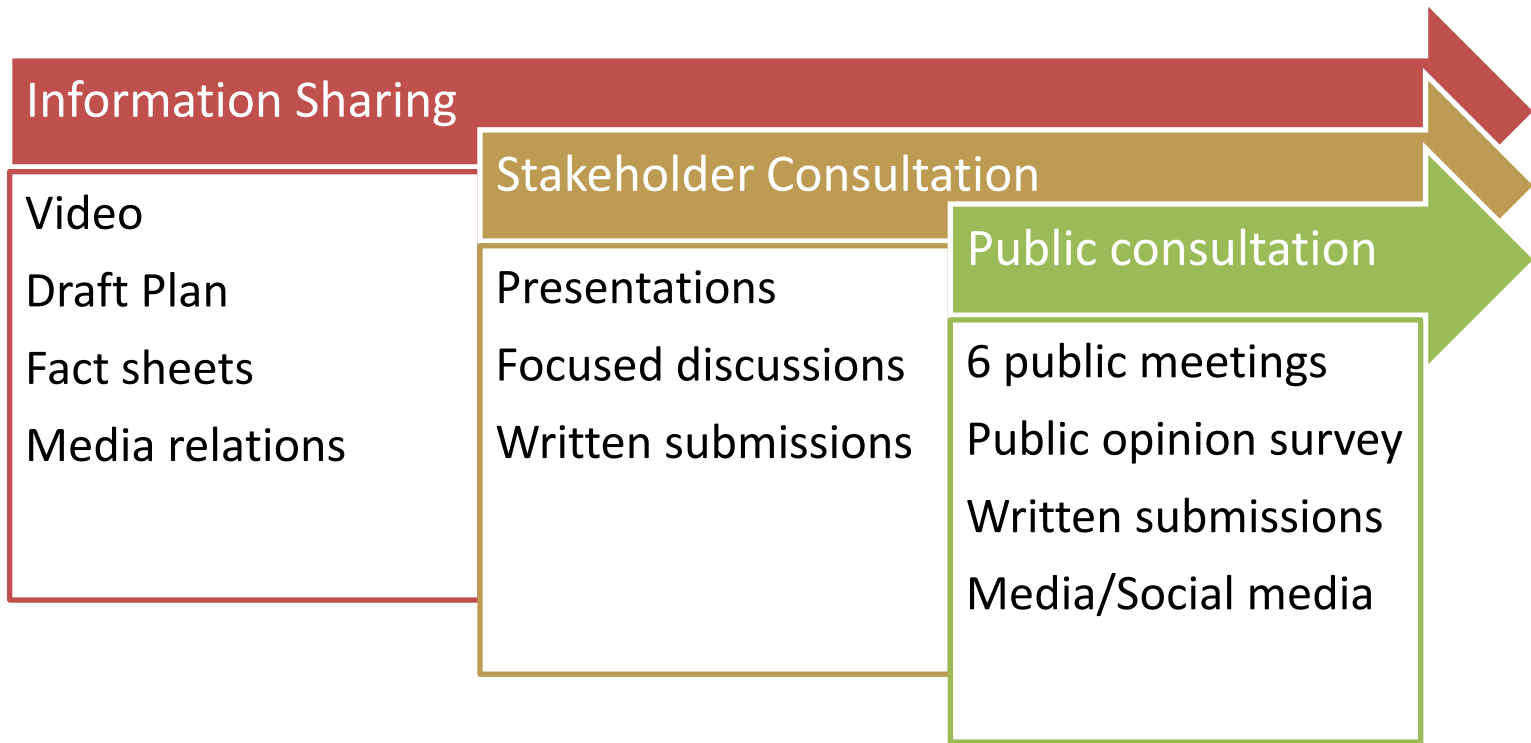 Information Sharing
Video
Draft Plan
Fact sheets
Media relations
Stakeholder Consultation
Presentations
Focused discussions
Written submissions
Public consultation
6 public meetings
Public opinion survey
Written submissions
Media/Social media